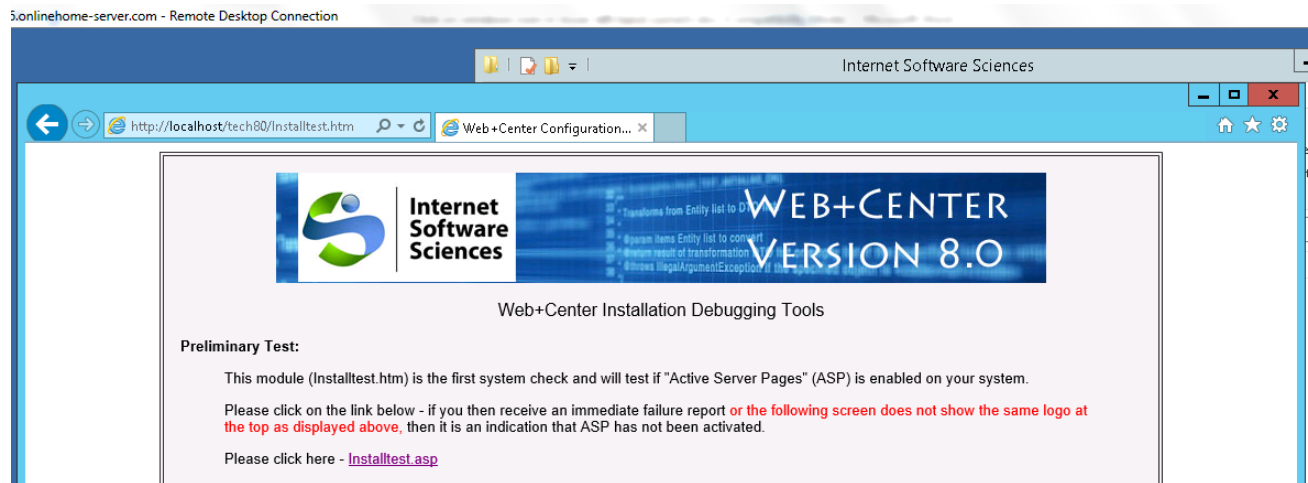 5.onlinehome-server.com - Remote Desktop Connection
Internet Software Sciences
http://localhost/tech80/Installtest.htm
Web+Center Configuration...
Internet
Software
Sciences
Transforms from Entity list to
WEB+CENTER
@param items Entity list to convert
result of transformation
VERSION 8.0
IllegalArgumentException if the
Web+Center Installation Debugging Tools
Preliminary Test:
This module (Installtest.htm) is the first system check and will test if "Active Server Pages" (ASP) is enabled on your system.
Please click on the link below - if you then receive an immediate failure report or the following screen does not show the same logo at
the top as displayed above, then it is an indication that ASP has not been activated.
Please click here - Installtest.asp